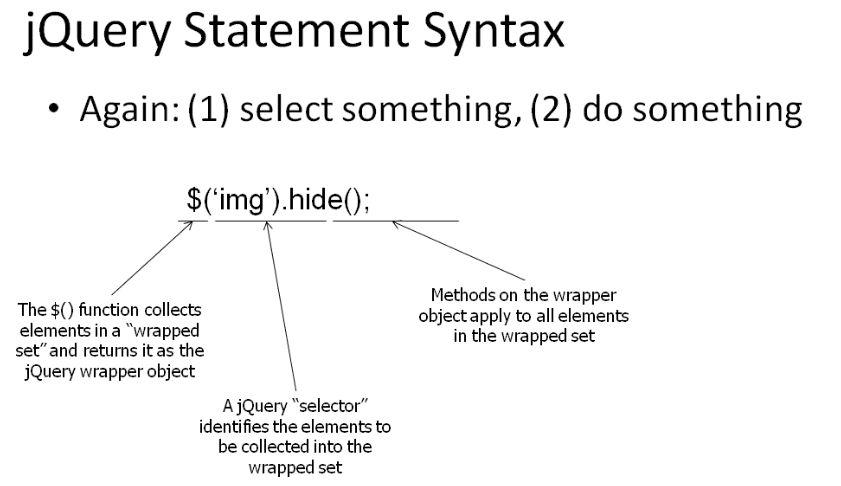 jQuery Statement Syntax
• Again: (1) select something, (2) do something
$(‘img’).hide();
The $() function collects
elements in a “wrapped
set” and returns it as the
jQuery wrapper object
A jQuery “selector”
identifies the elements to
be collected into the
wrapped set
Methods on the wrapper
object apply to all elements
in the wrapped set